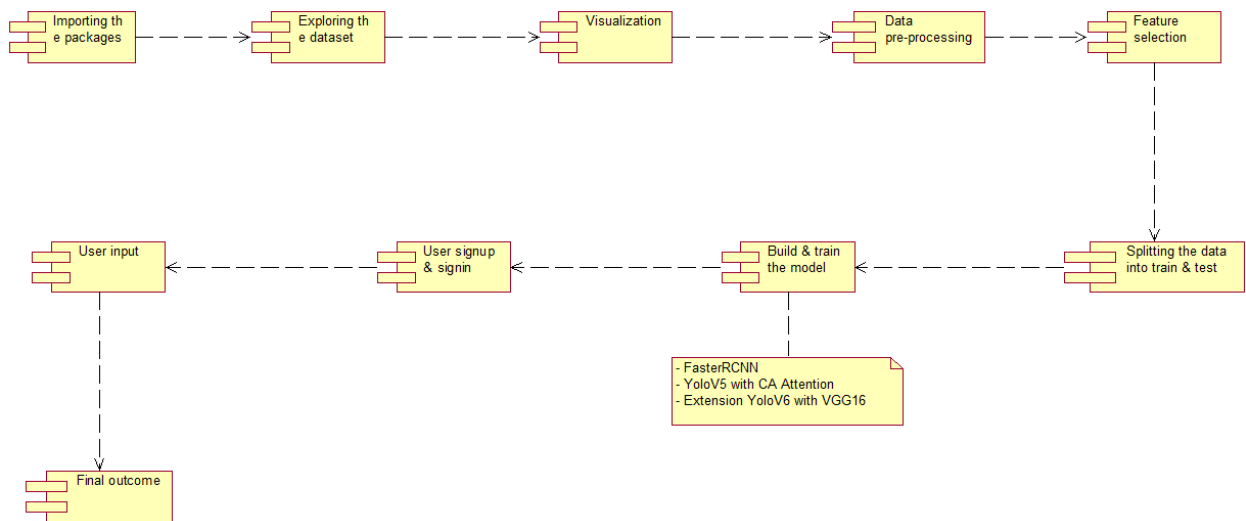 Importing th
e packages
Exploring th
e dataset
Visualization
Data
pre-processing
Feature
selection
User input
User signup
& signin
Build & train
the model
Splitting the data
into train & test
- FasterRCNN
- YoloV5 with CA Attention
- Extension YoloV6 with VGG16
Final outcome